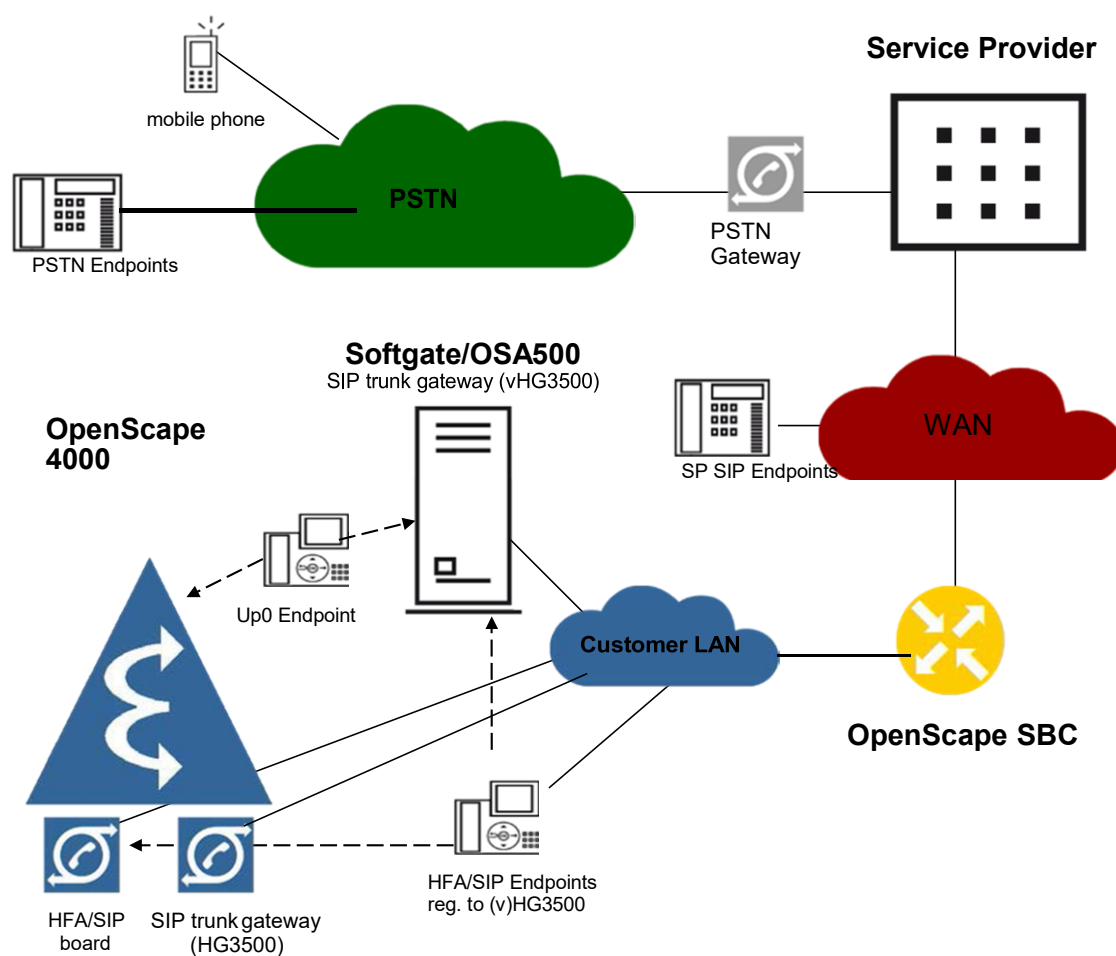 Service Provider
mobile phone
PSTN
PSTN Endpoints
PSTN
Gateway
Softgate/OSA500
SIP trunk gateway (vHG3500)
OpenScape
4000
WAN
SP SIP Endpoints
Up0 Endpoint
Customer LAN
OpenScape SBC
HFA/SIP Endpoints
reg. to (v)HG3500
HFA/SIP
board
SIP trunk gateway
(HG3500)